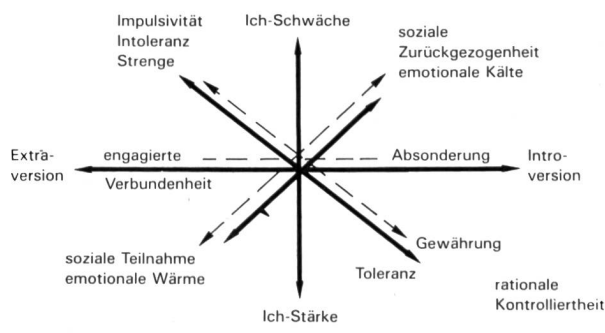 Impulsivität
Intoleranz
Strenge
Ich-Schwäche
soziale
Zurückgezogenheit
emotionale Kälte
Extra-
version
engagierte
Verbundenheit
Absonderung
Intro-
version
soziale Teilnahme
emotionale Wärme
Gewährung
Toleranz
rationale
Kontrolliertheit
Ich-Stärke